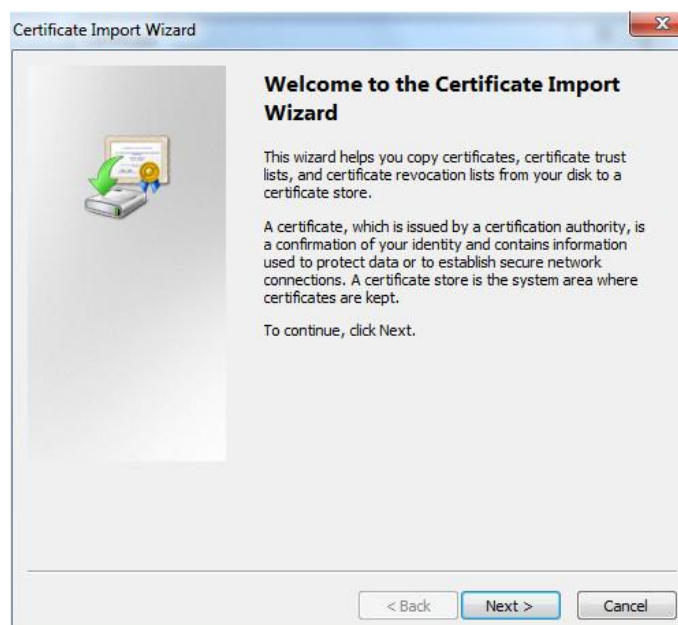 Certificate Import Wizard
X
Welcome to the Certificate Import
Wizard
This wizard helps you copy certificates, certificate trust
lists, and certificate revocation lists from your disk to a
certificate store.
A certificate, which is issued by a certification authority, is
a confirmation of your identity and contains information
used to protect data or to establish secure network
connections. A certificate store is the system area where
certificates are kept.
To continue, click Next.
< Back Next > Cancel